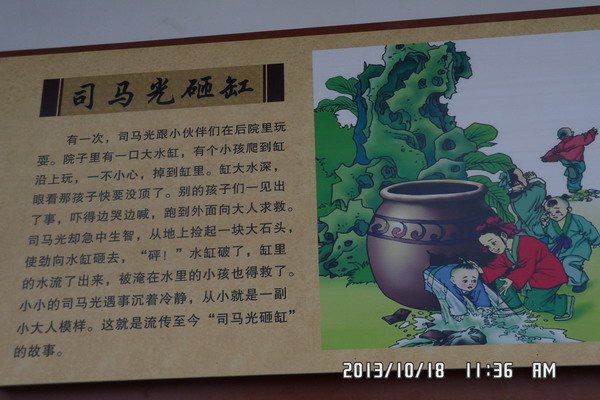 司马光砸缸
有一次，司马光跟小伙伴们在后院里玩
耍。院子里有一口大水缸，有个小孩爬到缸
沿上玩，一不小心，掉到缸里。缸大水深，
眼看那孩子快要没顶了。别的孩子们一见出
了事，吓得边哭边喊，跑到外面向大人求救。
司马光却急中生智，从地上捡起一块大石头，
使劲向水缸砸去，“砰！”水缸破了，缸里
的水流了出来，被淹在水里的小孩也得救了。
小小的司马光遇事沉着冷静，从小就是一副
小大人模样。这就是流传至今“司马光砸缸”
的故事。
2013/10/18 11:36 AM